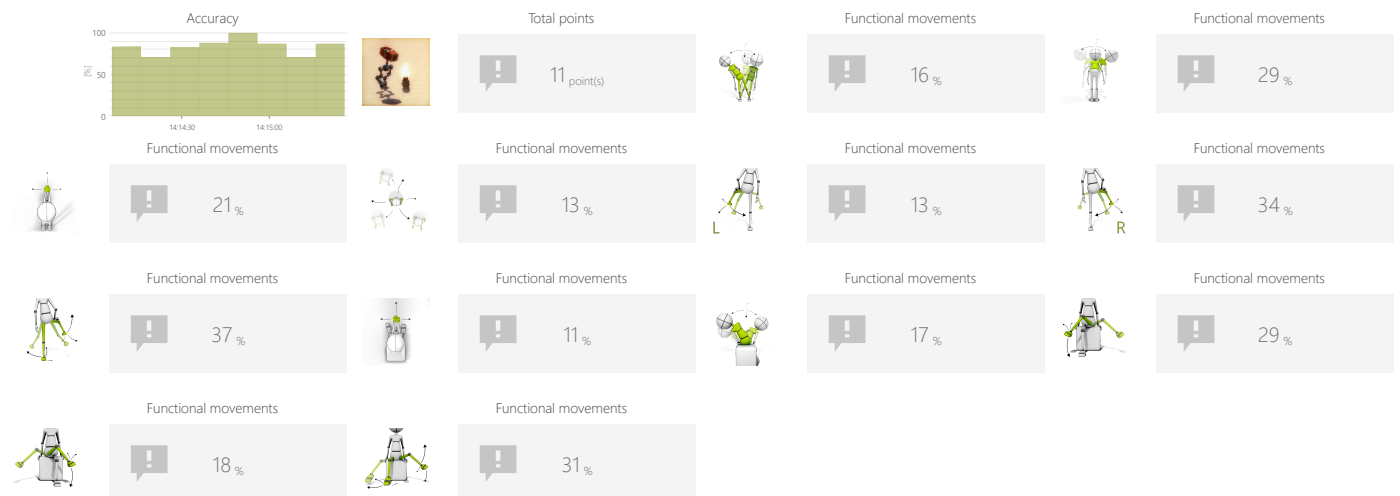 Accuracy
Total points
Functional movements
Functional movements
100
[%]
50
0
14:14:30
14:15:00
11 point(s)
16 %
29 %
Functional movements
Functional movements
Functional movements
Functional movements
21 %
13 %
L
13 %
R
34 %
Functional movements
Functional movements
Functional movements
Functional movements
37 %
11 %
17 %
29 %
Functional movements
Functional movements
18 %
31 %